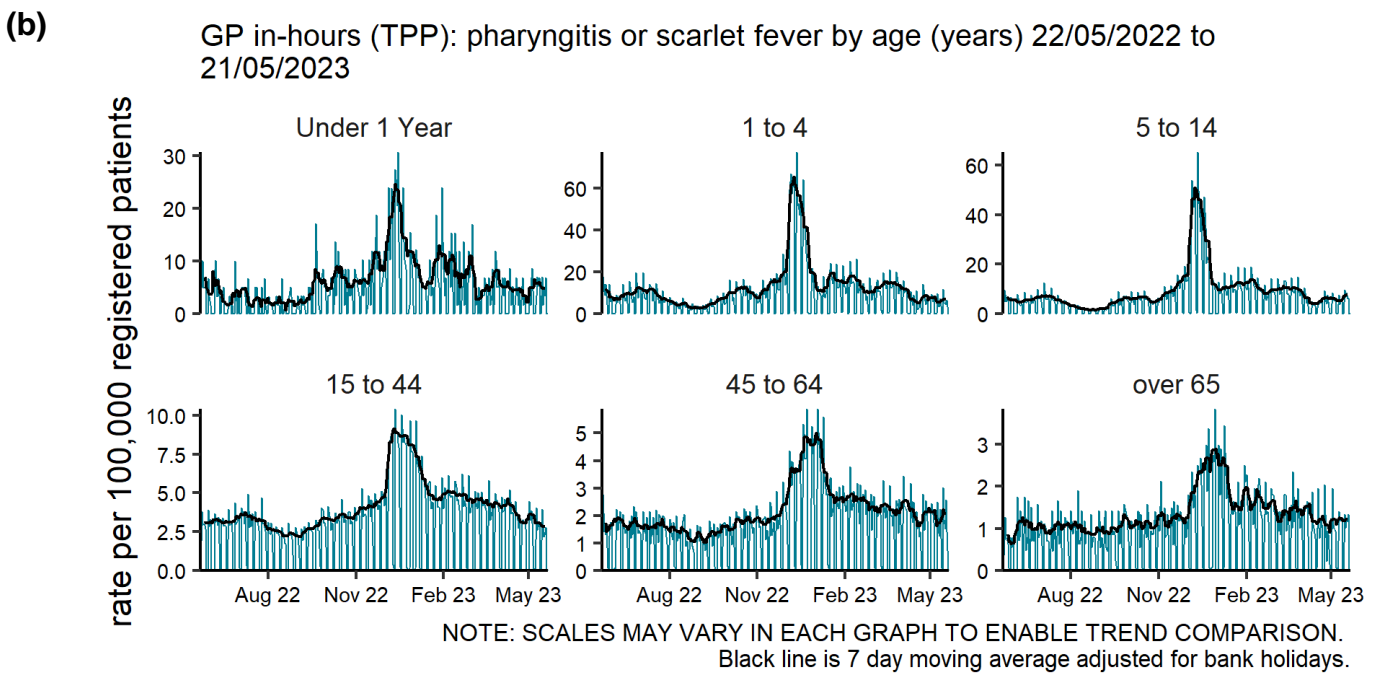 (b)
GP in-hours (TPP): pharyngitis or scarlet fever by age (years) 22/05/2022 to
21/05/2023
rate per 100,000 registered patients
Under 1 Year
30
20
10
0
1 to 4
60
40
20
0
5 to 14
60
40
20
0
15 to 44
10.0
7.5
5.0
2.5
0.0
Aug 22 Nov 22 Feb 23 May 23
45 to 64
5
4
3
2
1
0
Aug 22 Nov 22 Feb 23 May 23
over 65
3
2
1
0
Aug 22 Nov 22 Feb 23 May 23
NOTE: SCALES MAY VARY IN EACH GRAPH TO ENABLE TREND COMPARISON.
Black line is 7 day moving average adjusted for bank holidays.